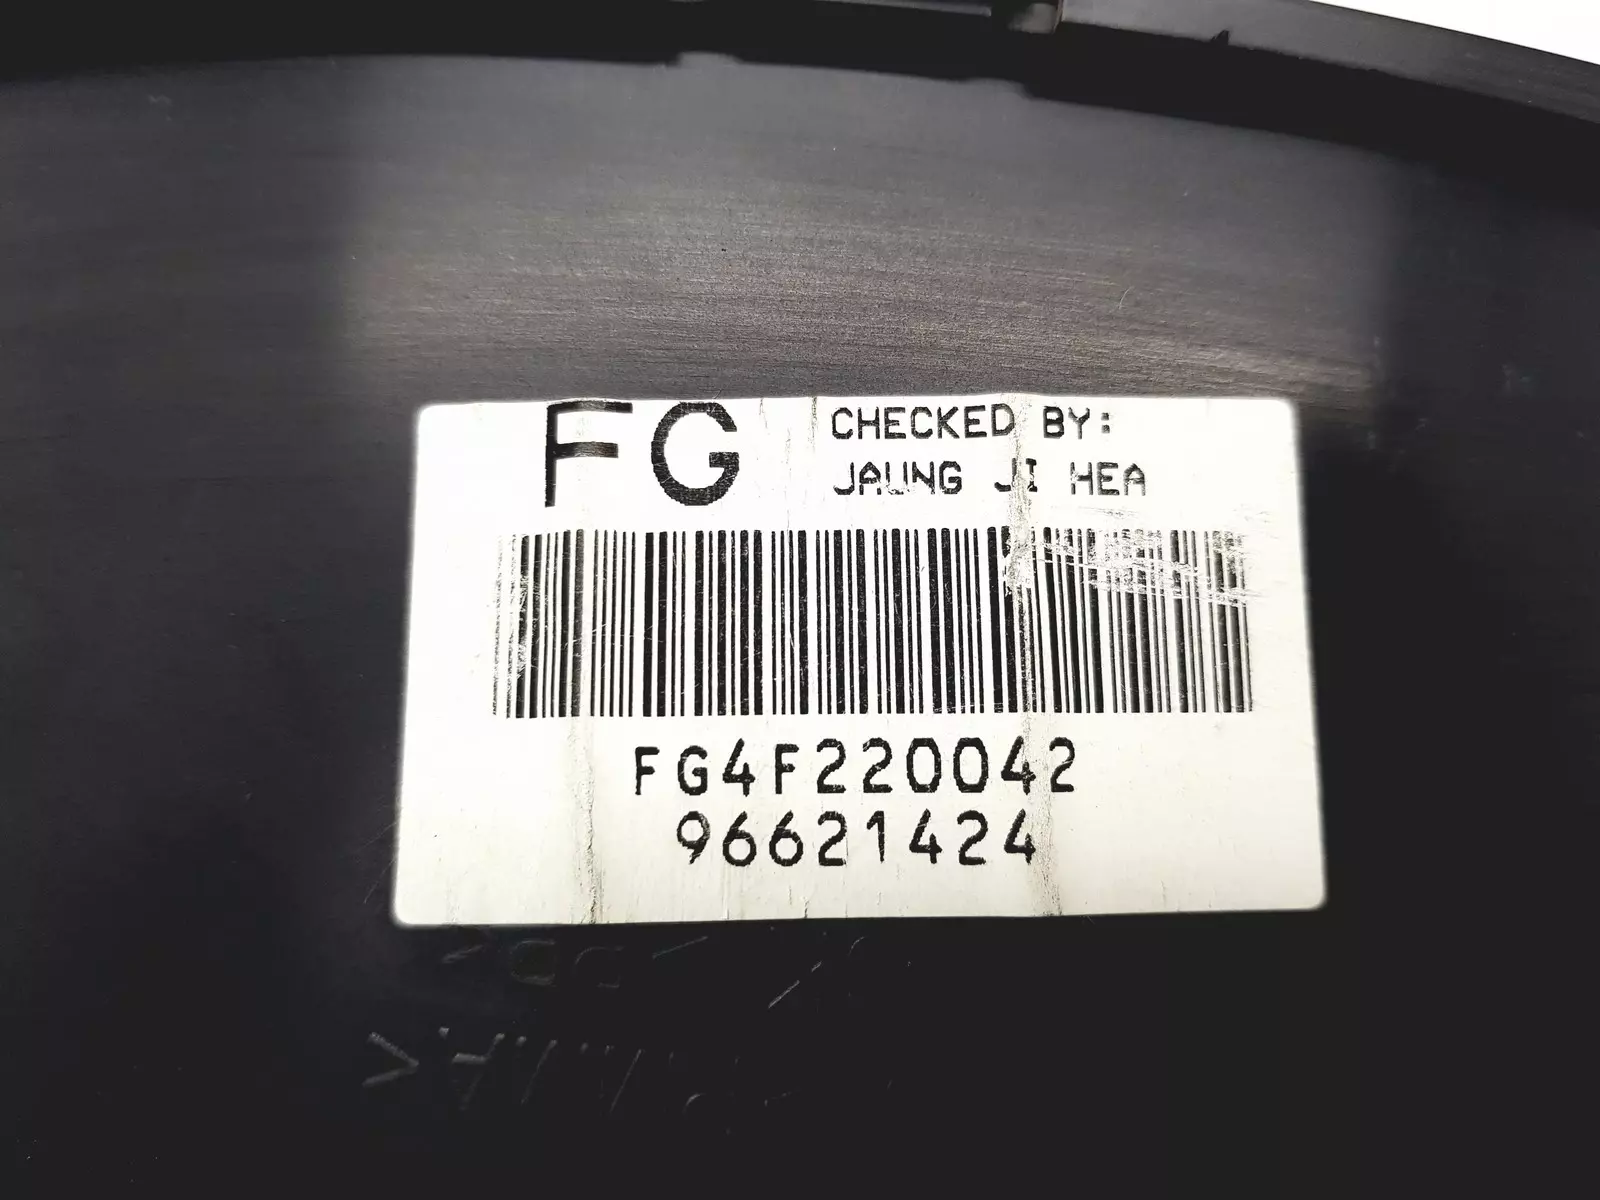 FG
CHECKED BY:
JAUNG JI HEA
FG4F220042
96621424